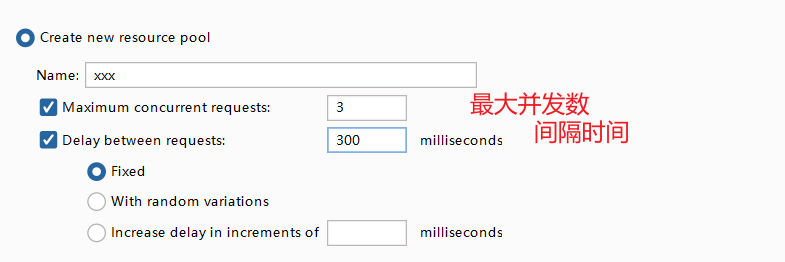 Create new resource pool
Name: xxx
Maximum concurrent requests: 3 最大并发数
Delay between requests: 300 milliseconds 间隔时间
Fixed
With random variations
Increase delay in increments of milliseconds